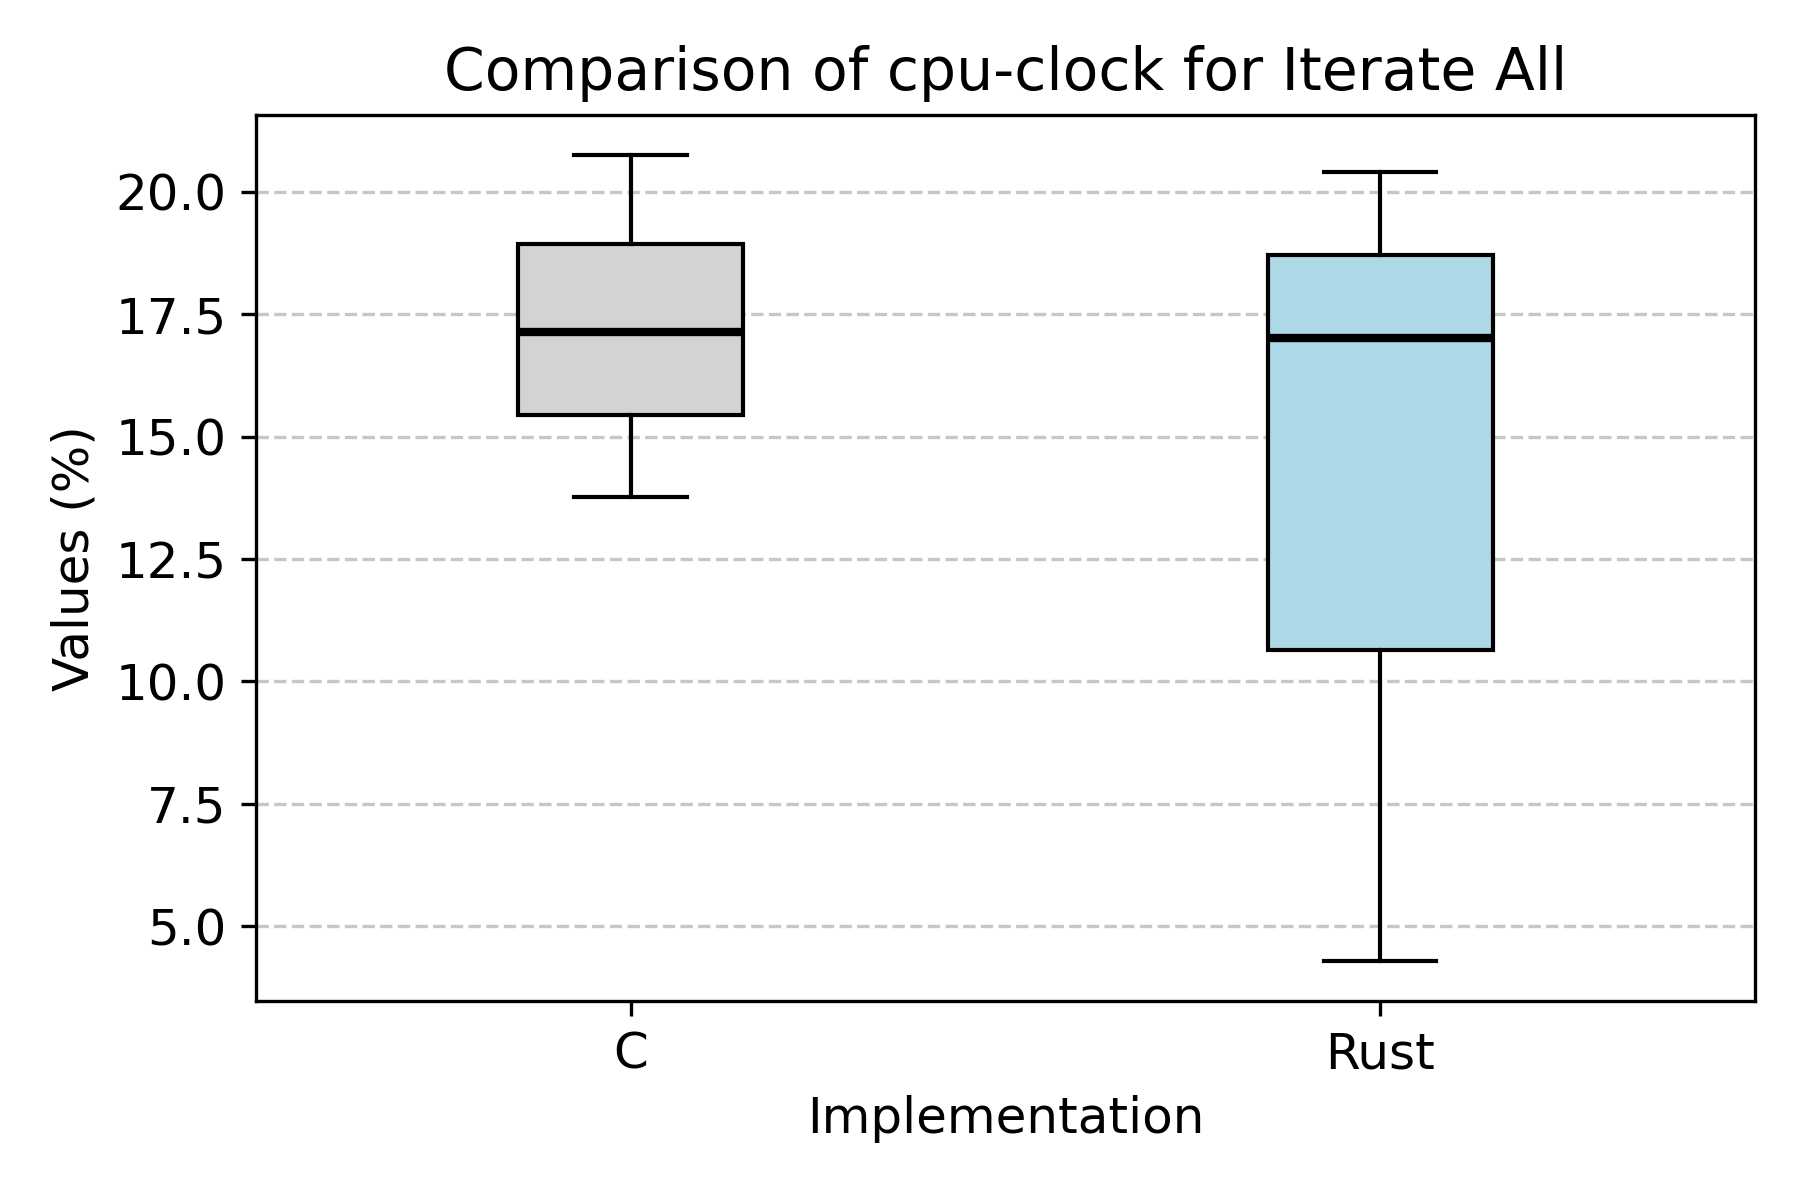 Comparison of cpu-clock for Iterate All
Values (%)
20.0
17.5
15.0
12.5
10.0
7.5
5.0
C
Rust
Implementation